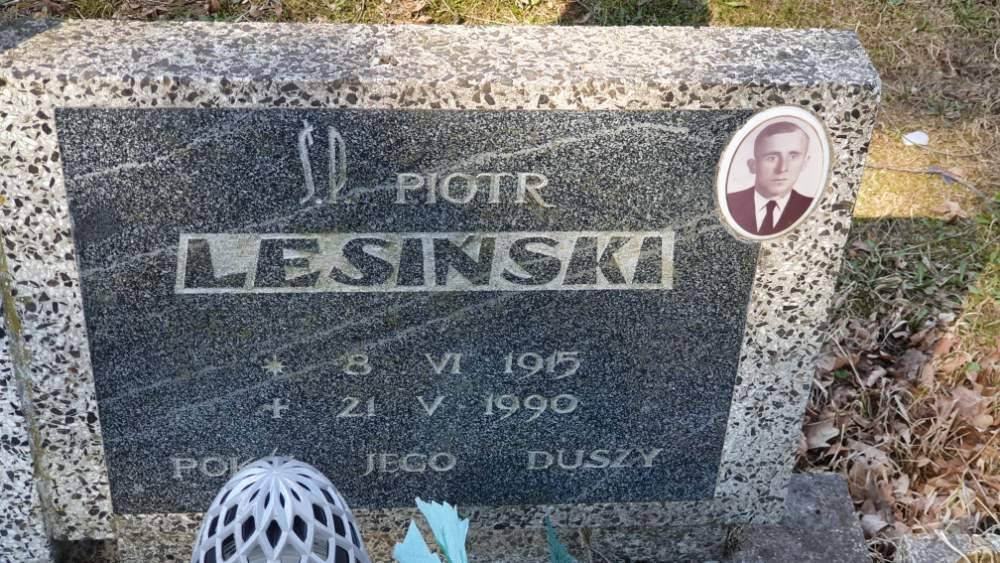 Ś.P. PIOTR
LESIŃSKI
* 8 VI 1915
+ 21 V 1990
JEGO DUSZY